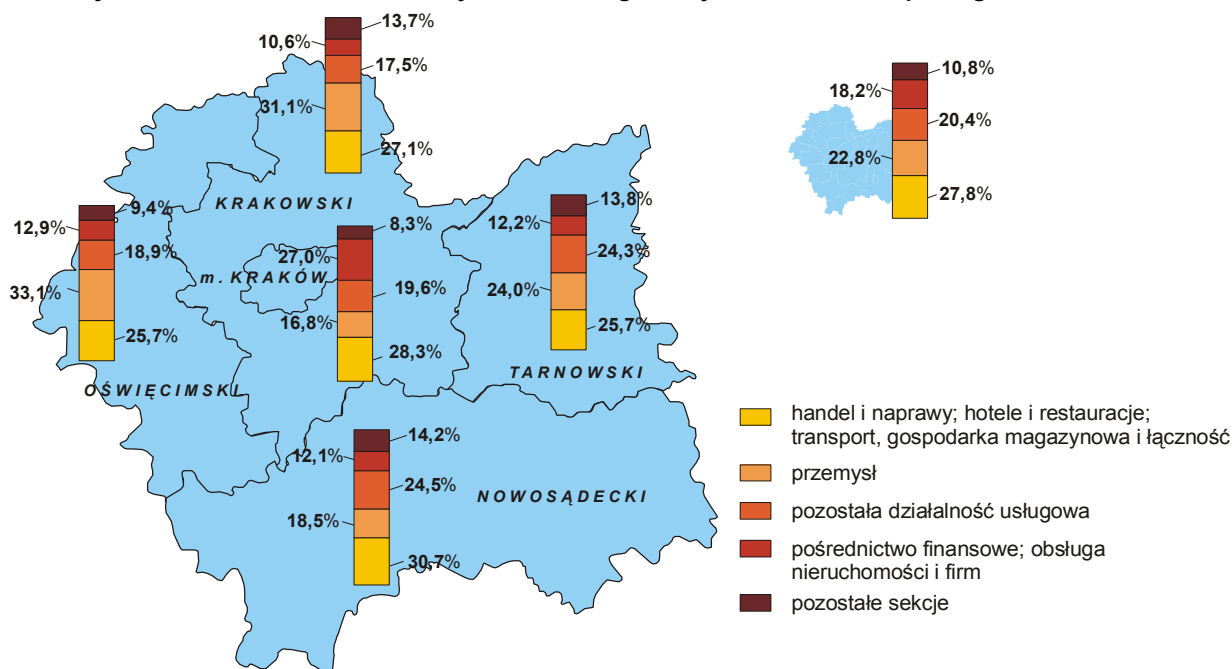 13,7%
10,6%
17,5%
31,1%
27,1%
10,8%
18,2%
20,4%
22,8%
27,8%
KRAKOWSKI
9,4%
12,9%
18,9%
33,1%
25,7%
OŚWIĘCIMSKI
8,3%
27,0%
m. KRAKÓW
19,6%
16,8%
28,3%
13,8%
12,2%
24,3%
24,0%
25,7%
TARNOWSKI
14,2%
12,1%
24,5%
18,5%
30,7%
NOWOSĄDECKI
handel i naprawy; hotele i restauracje;
transport, gospodarka magazynowa i łączność
przemysł
pozostała działalność usługowa
pośrednictwo finansowe; obsługa
nieruchomości i firm
pozostałe sekcje